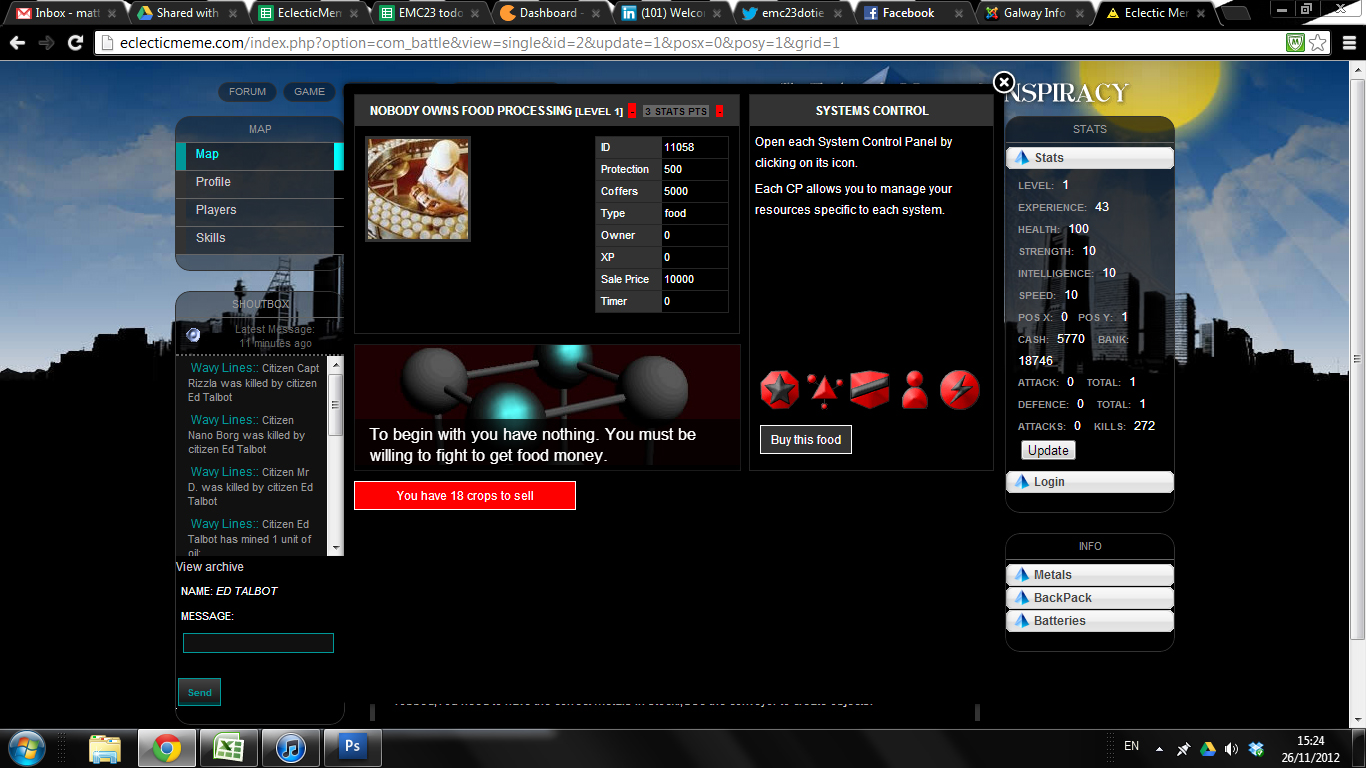 Inbox - mat
Shared with
EclecticMem
EMC23 todo
Dashboard -
(101) Welco
emc23dotie
Facebook
Galway Info
Eclectic Mer
eclecticmeme.com/index.php?option=com_battle&view=single&id=2&update=1&posx=0&posy=1&grid=1
FORUM
GAME
NSPIRACY
MAP
Map
Profile
Players
Skills
SHOUTBOX
Latest Message:
11 minutes ago
Wavy Lines:: Citizen Capt
Rizzla was killed by citizen
Ed Talbot
Wavy Lines:: Citizen
Nano Borg was killed by
citizen Ed Talbot
Wavy Lines:: Citizen Mr
D. was killed by citizen Ed
Talbot
Wavy Lines:: Citizen Ed
Talbot has mined 1 unit of
oil:
View archive
NAME: ED TALBOT
MESSAGE:
Send
NOBODY OWNS FOOD PROCESSING [LEVEL 1] - 3 STATS PTS -
ID 11058
Protection 500
Coffers 5000
Type food
Owner 0
XP 0
Sale Price 10000
Timer 0
To begin with you have nothing. You must be
willing to fight to get food money.
You have 18 crops to sell
SYSTEMS CONTROL
Open each System Control Panel by
clicking on its icon.
Each CP allows you to manage your
resources specific to each system.
Buy this food
STATS
Stats
LEVEL: 1
EXPERIENCE: 43
HEALTH: 100
STRENGTH: 10
INTELLIGENCE: 10
SPEED: 10
POS X: 0 POS Y: 1
CASH: 5770 BANK:
18746
ATTACK: 0 TOTAL: 1
DEFENCE: 0 TOTAL: 1
ATTACKS: 0 KILLS: 272
Update
Login
INFO
Metals
BackPack
Batteries
Ps
EN
15:24
26/11/2012